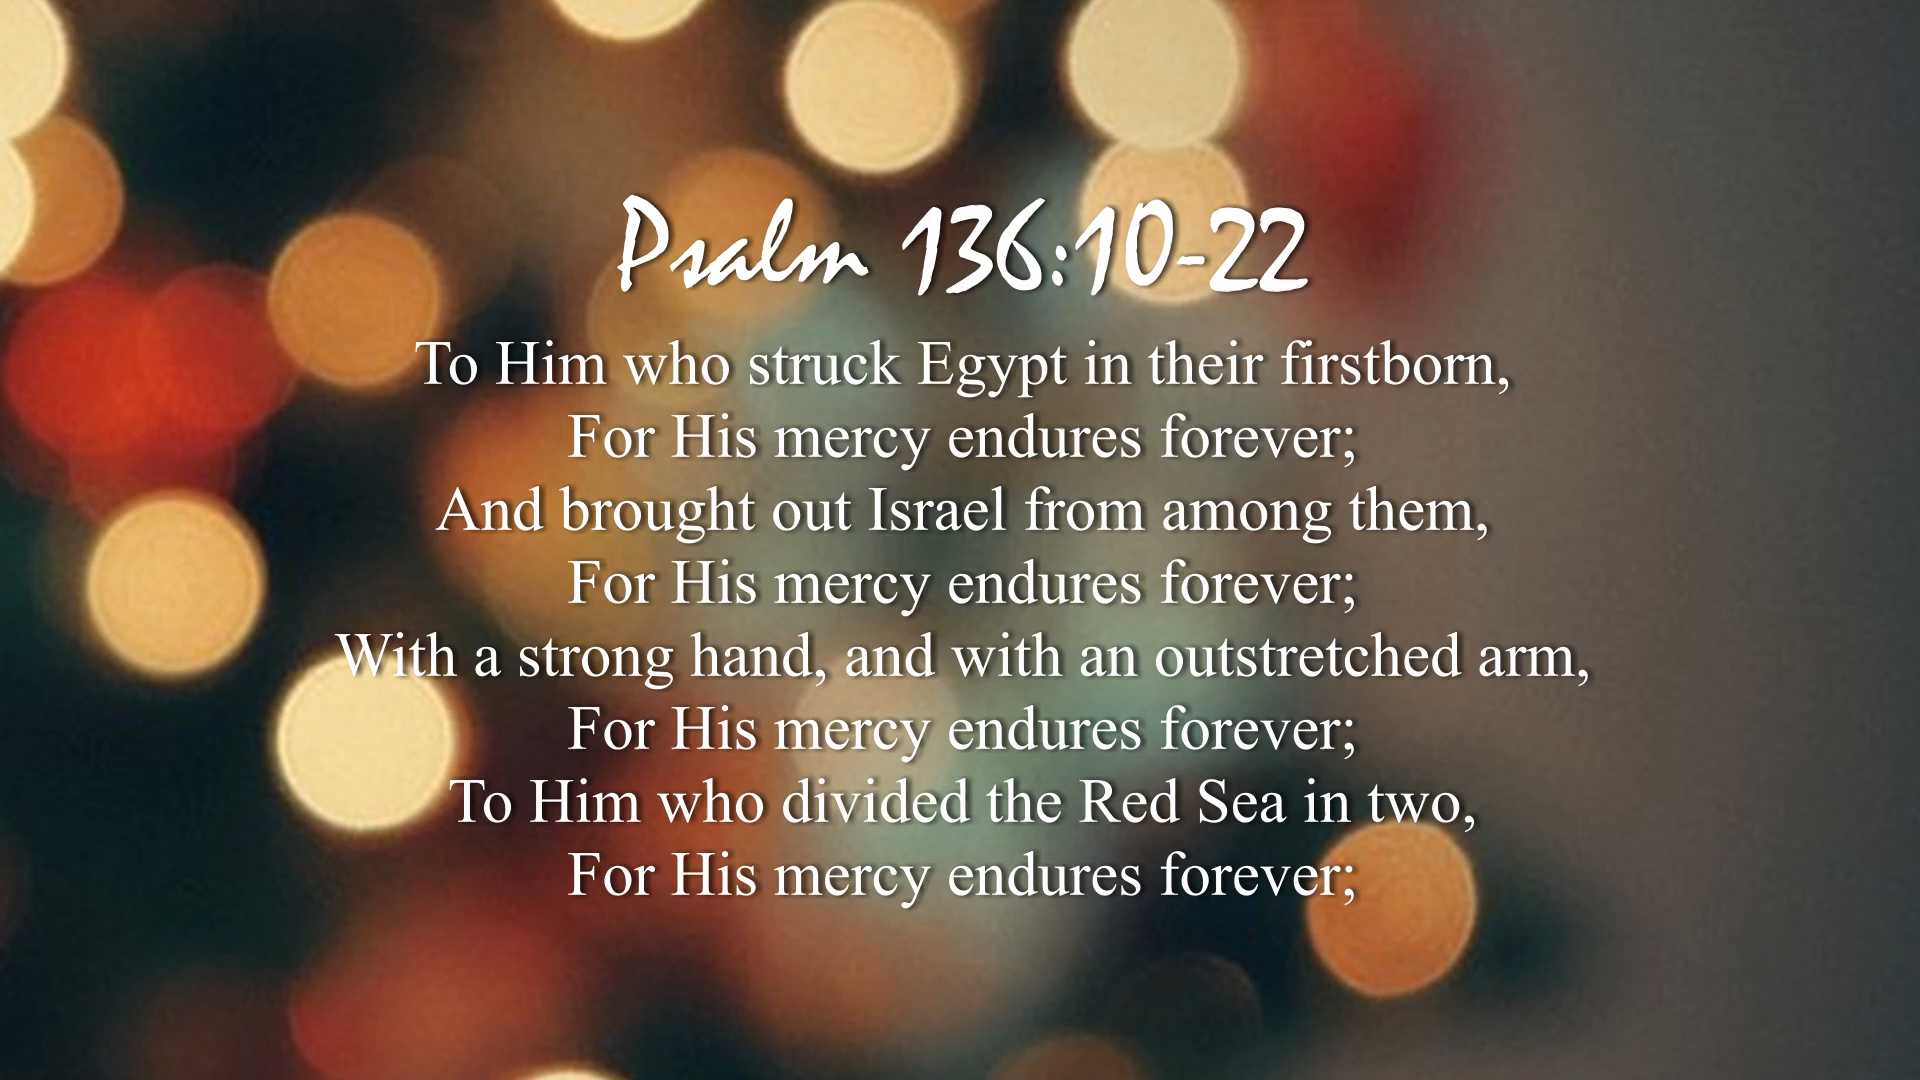 Psalm 136:10-22
To Him who struck Egypt in their firstborn,
For His mercy endures forever;
And brought out Israel from among them,
For His mercy endures forever;
With a strong hand, and with an outstretched arm,
For His mercy endures forever;
To Him who divided the Red Sea in two,
For His mercy endures forever;